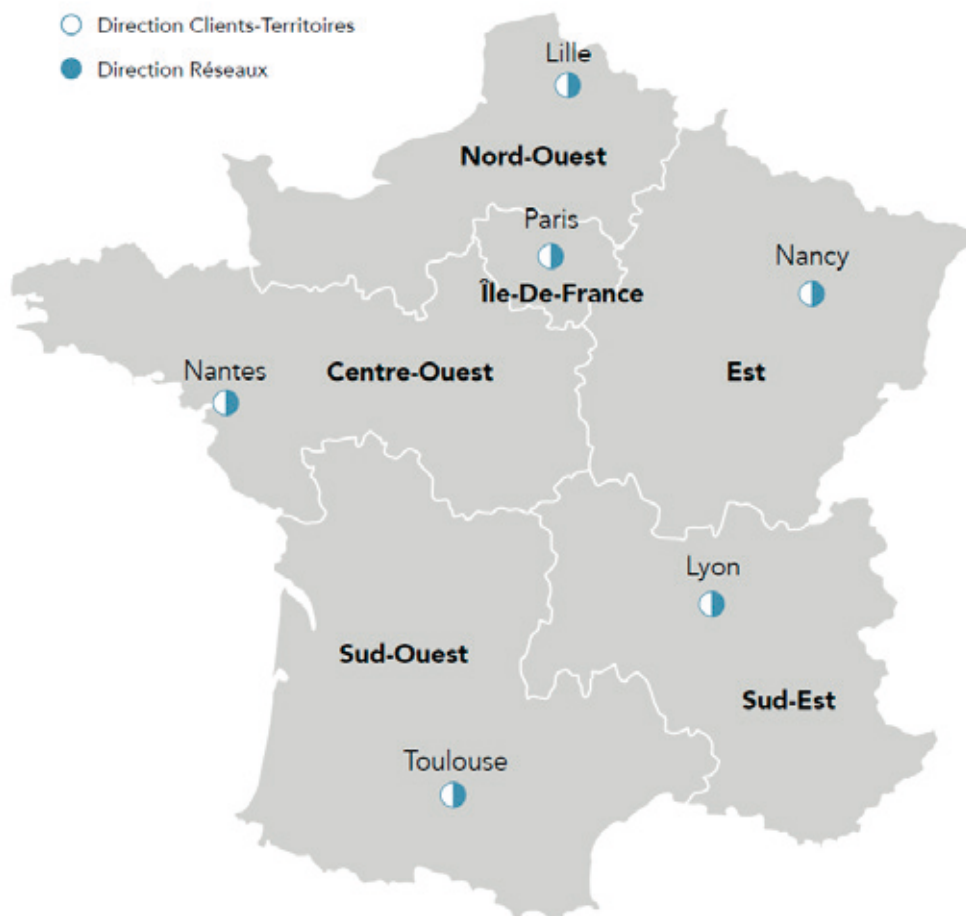 Direction Clients-Territoires
Direction Réseaux
Lille
Nord-Ouest
Paris
Île-De-France
Nancy
Nantes
Centre-Ouest
Est
Lyon
Sud-Ouest
Sud-Est
Toulouse